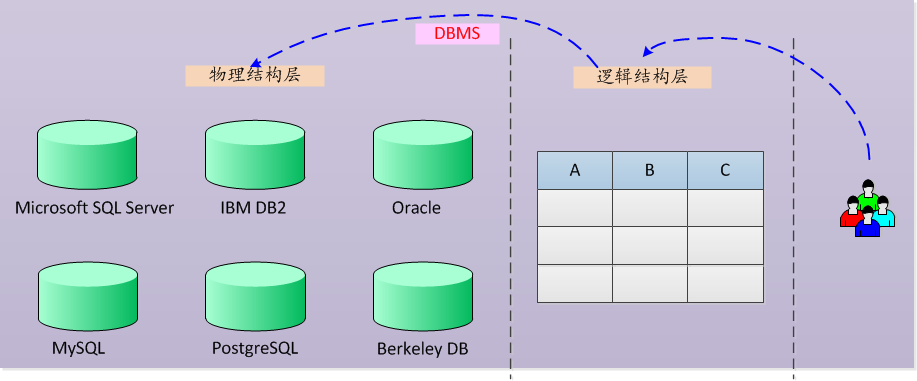 DBMS
物理结构层
逻辑结构层
Microsoft SQL Server
IBM DB2
Oracle
A
B
C
MySQL
PostgreSQL
Berkeley DB